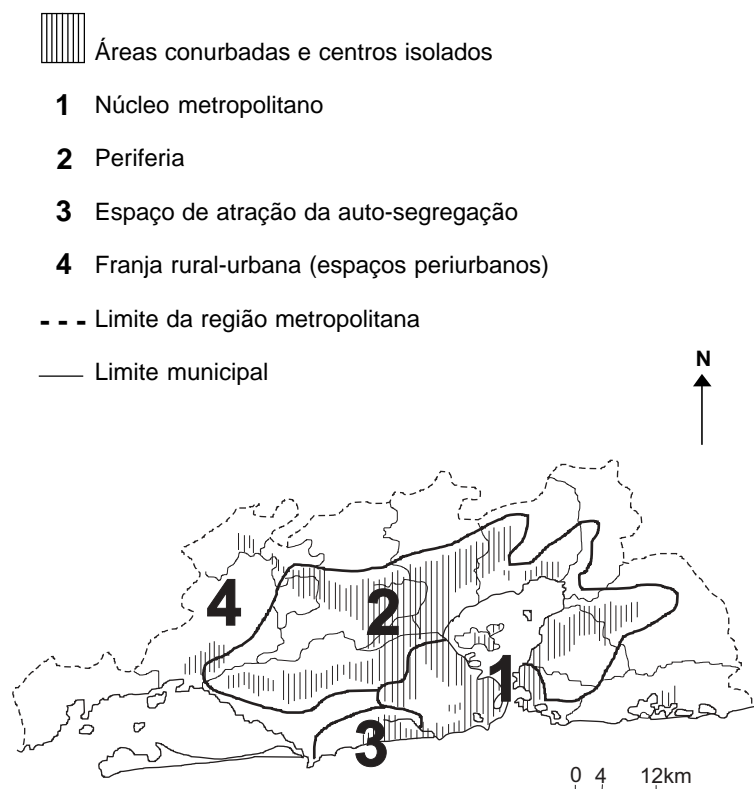 Áreas conurbadas e centros isolados
1 Núcleo metropolitano
2 Periferia
3 Espaço de atração da auto-segregação
4 Franja rural-urbana (espaços periurbanos)
Limite da região metropolitana
Limite municipal
N
4
2
1
3
0 4 12km